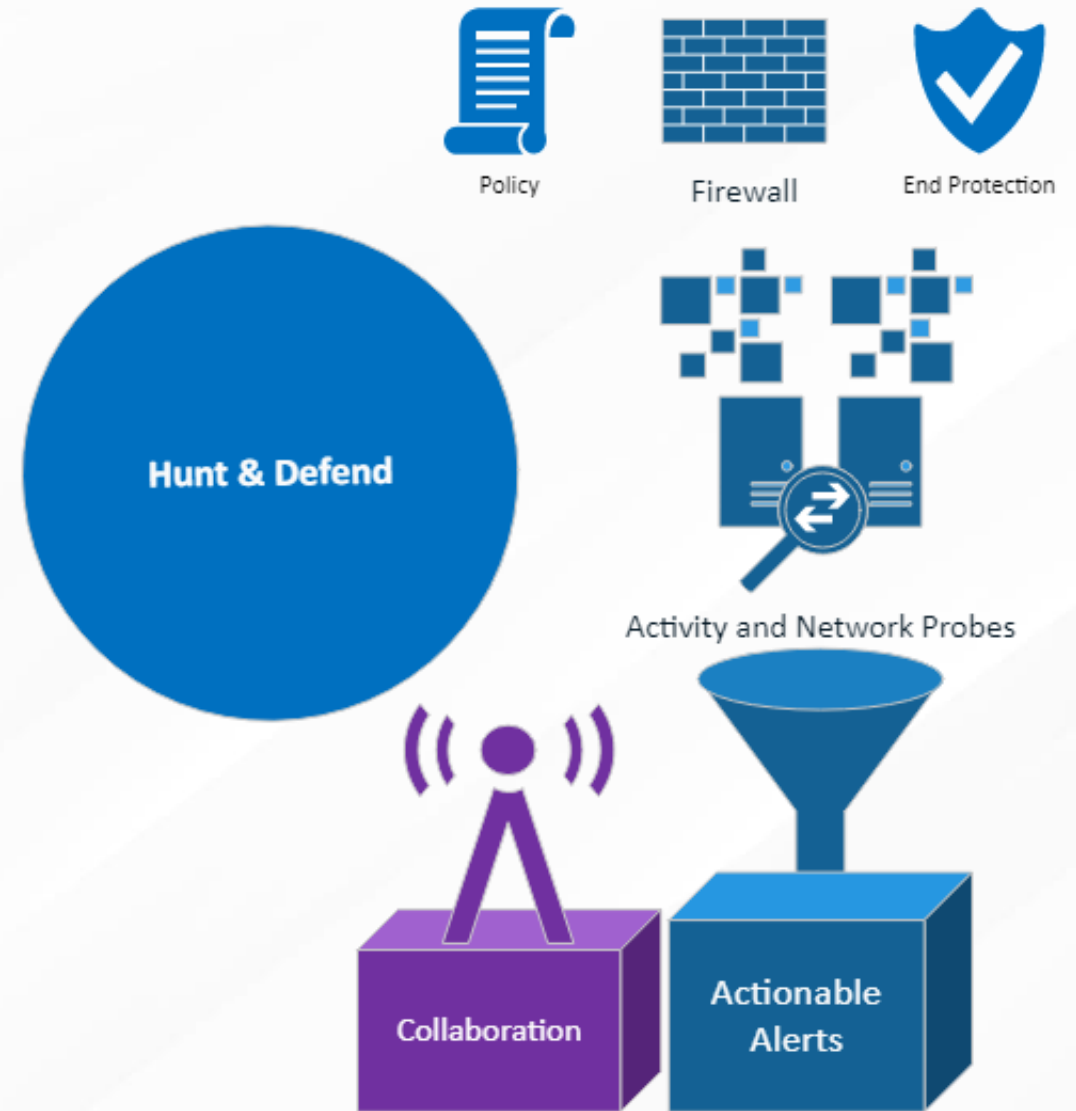 Policy
Firewall
End Protection
Hunt & Defend
Activity and Network Probes
Collaboration
Actionable
Alerts